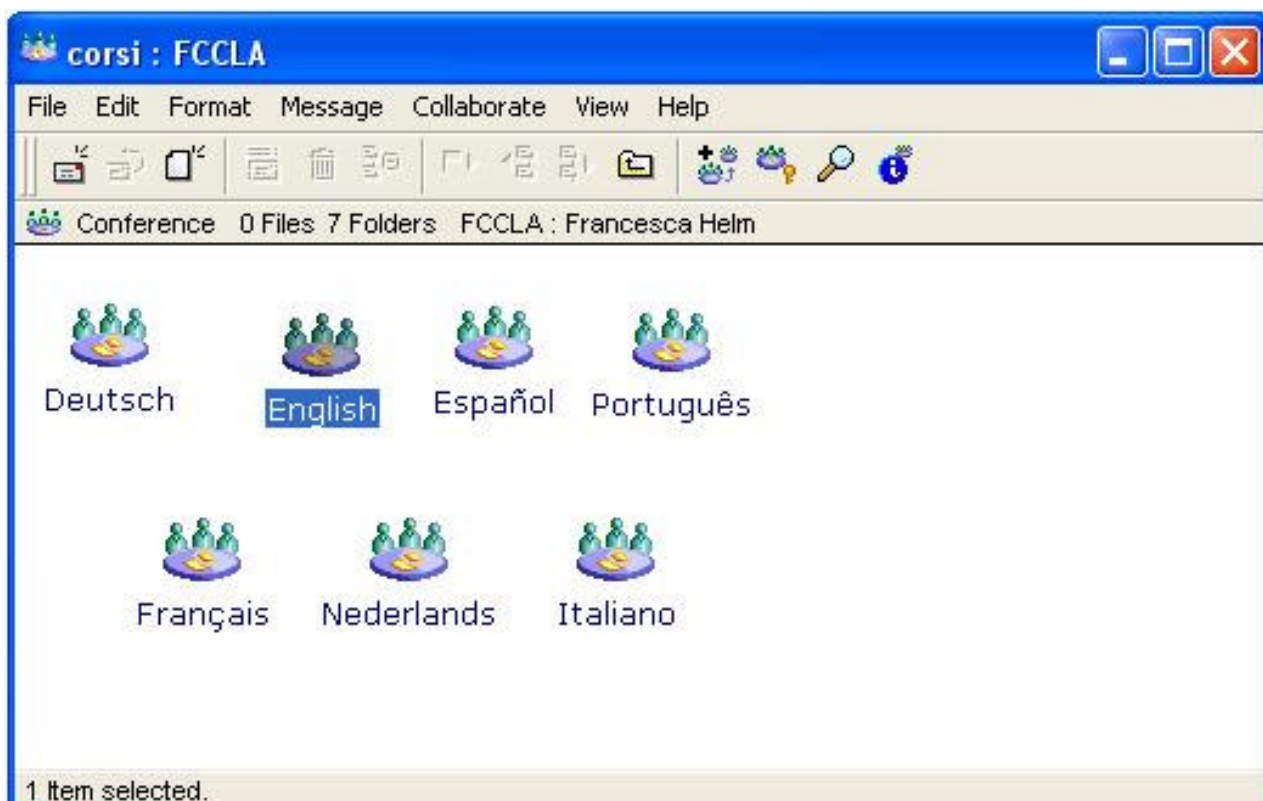 corsi : FCCLA
File Edit Format Message Collaborate View Help
Conference 0 Files 7 Folders FCCLA : Francesca Helm
Deutsch English Español Português
Français Nederlands Italiano
1 Item selected.